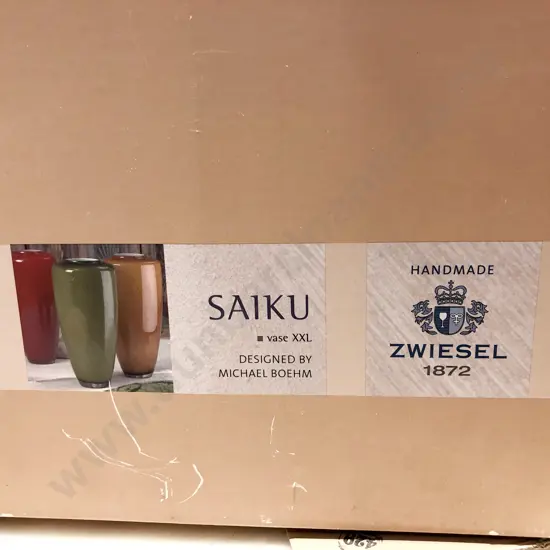 SAIKU
■ vase XXL
DESIGNED BY
MICHAEL BOEHM
HANDMADE
ZWIESEL
1872